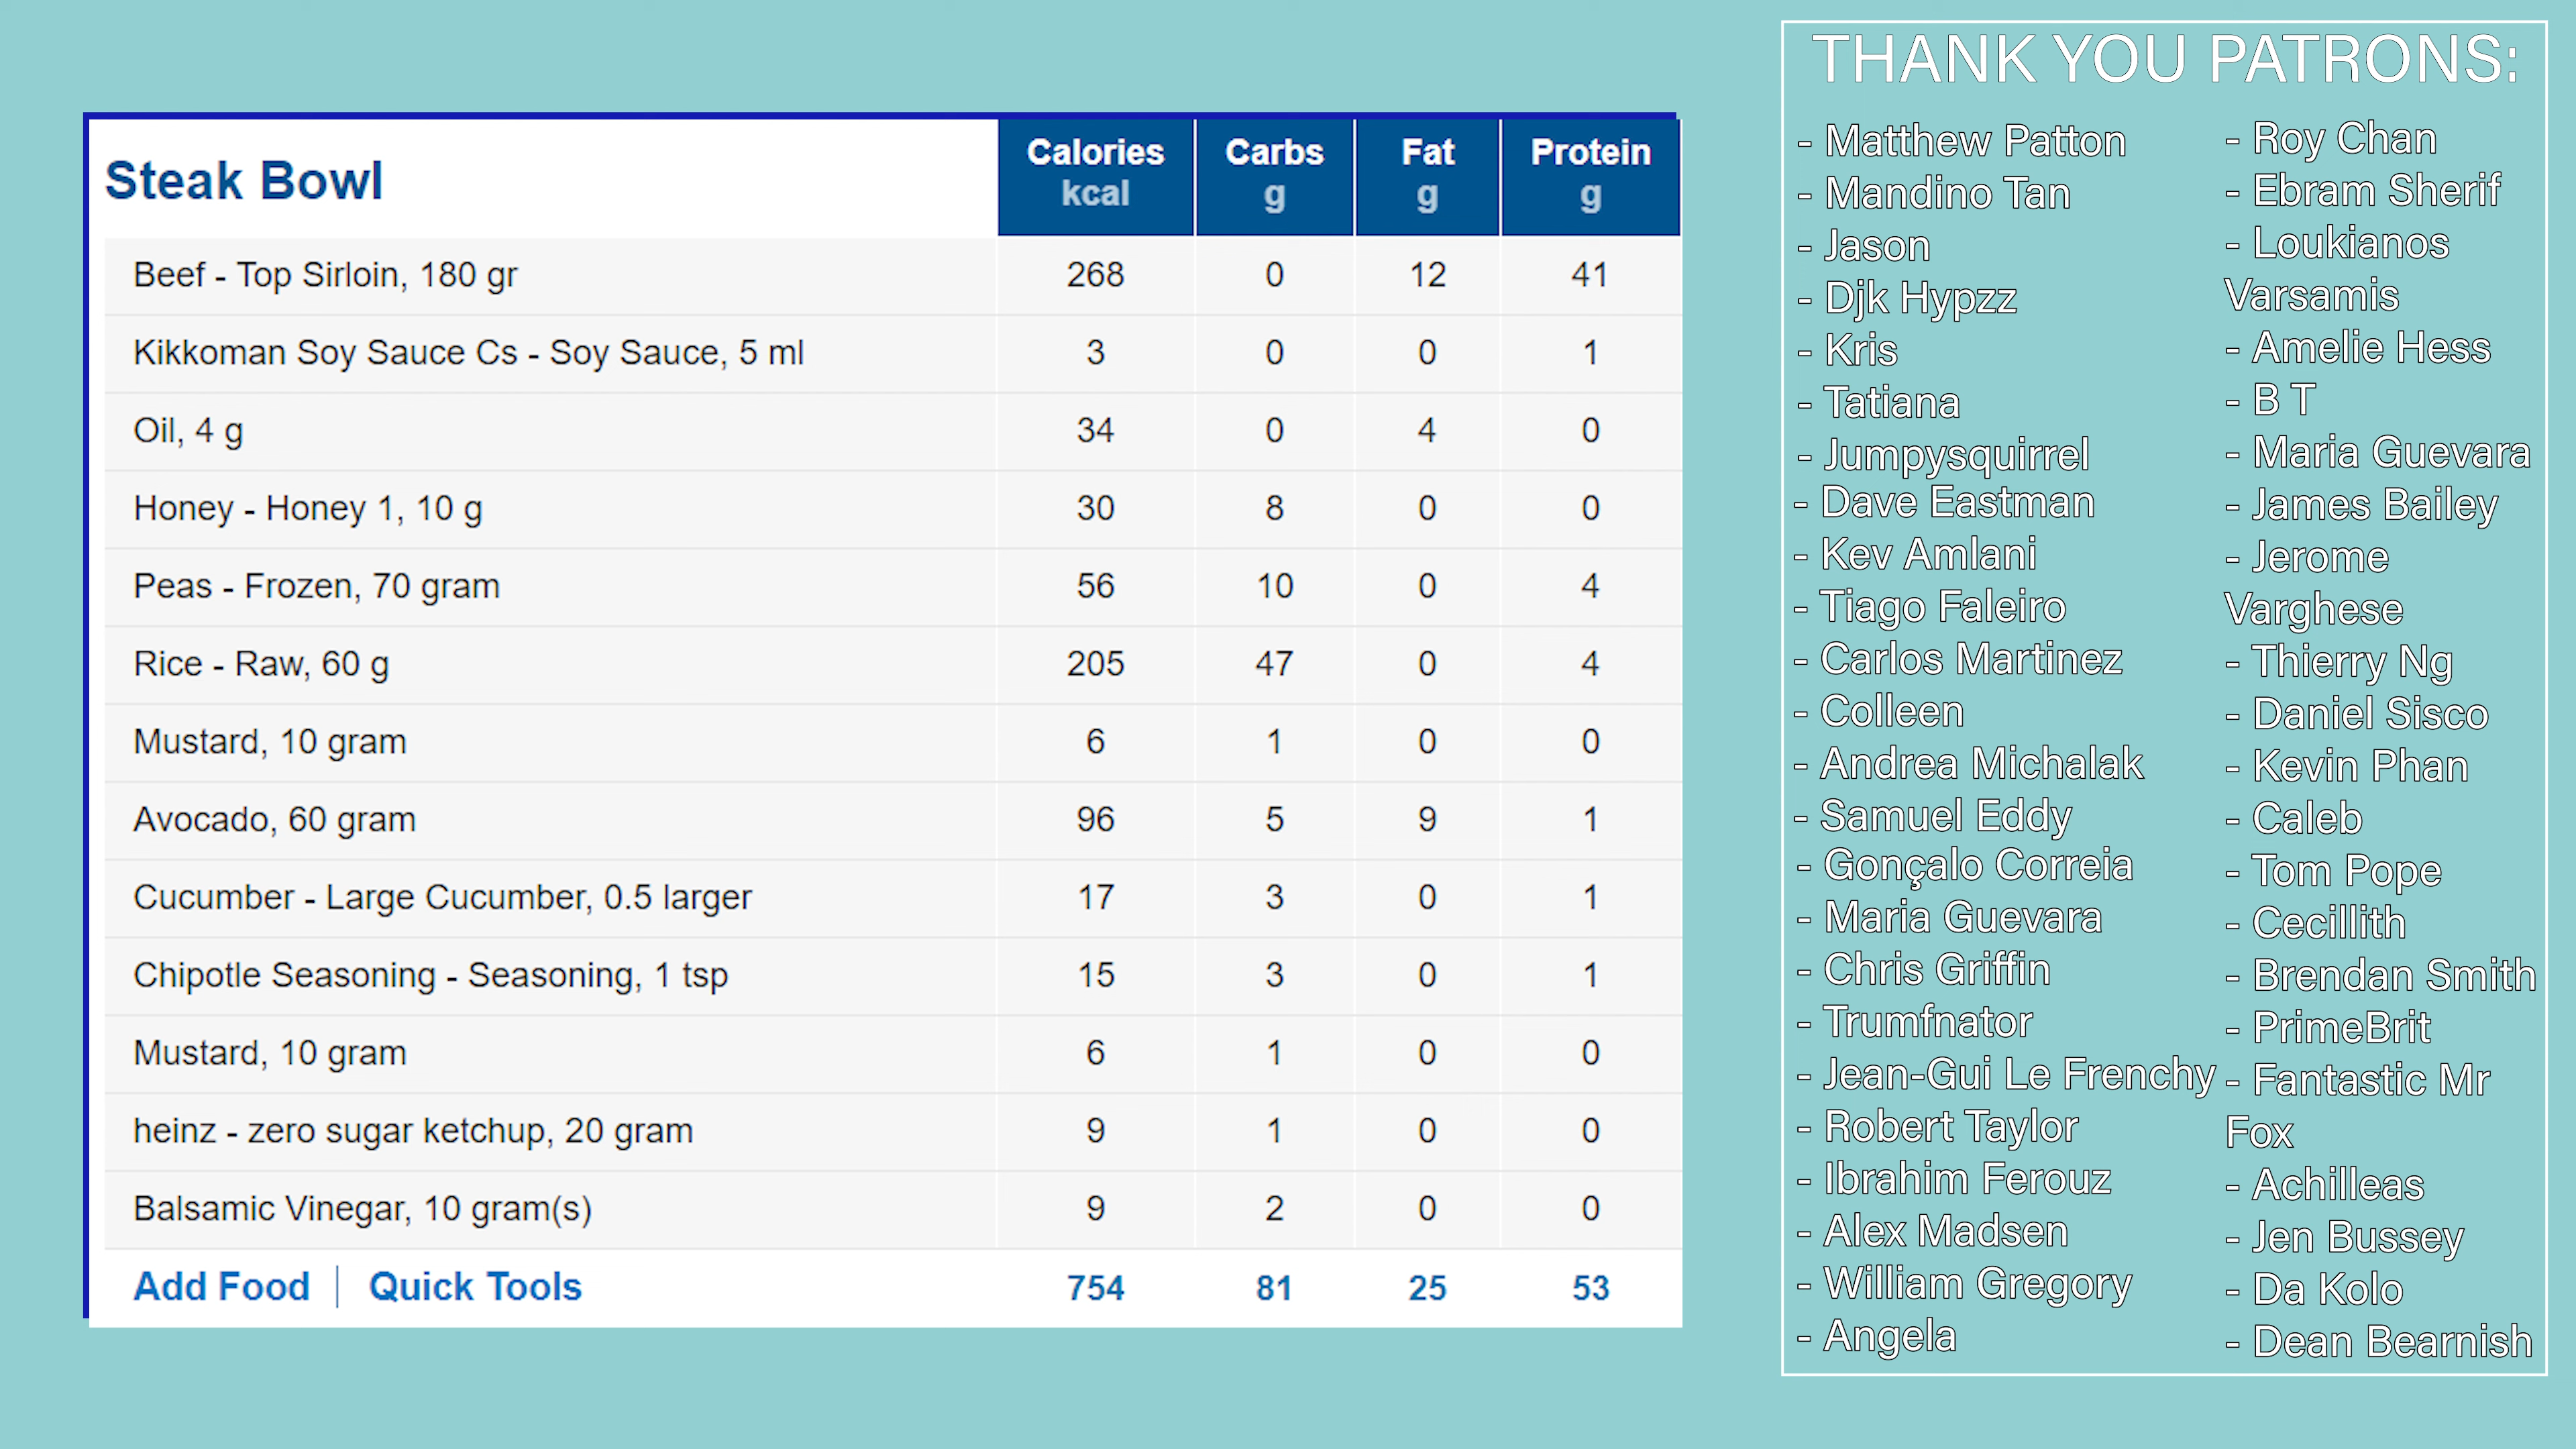 Steak Bowl
Calories Carbs Fat Protein
kcal g g g
Beef - Top Sirloin, 180 gr 268 0 12 41
Kikkoman Soy Sauce Cs - Soy Sauce, 5 ml 3 0 0 1
Oil, 4 g 34 0 4 0
Honey - Honey 1, 10 g 30 8 0 0
Peas - Frozen, 70 gram 56 10 0 4
Rice - Raw, 60 g 205 47 0 4
Mustard, 10 gram 6 1 0 0
Avocado, 60 gram 96 5 9 1
Cucumber - Large Cucumber, 0.5 larger 17 3 0 1
Chipotle Seasoning - Seasoning, 1 tsp 15 3 0 1
Mustard, 10 gram 6 1 0 0
heinz - zero sugar ketchup, 20 gram 9 1 0 0
Balsamic Vinegar, 10 gram(s) 9 2 0 0
Add Food | Quick Tools 754 81 25 53
THANK YOU PATRONS:
- Matthew Patton
- Mandino Tan
- Jason
- Djk Hypzz
- Kris
- Tatiana
- Jumpysquirrel
- Dave Eastman
- Kev Amlani
- Tiago Faleiro
- Carlos Martinez
- Colleen
- Andrea Michalak
- Samuel Eddy
- Gonçalo Correia
- Maria Guevara
- Chris Griffin
- Trumfnator
- Jean-Gui Le Frenchy
- Robert Taylor
- Ibrahim Ferouz
- Alex Madsen
- William Gregory
- Angela
- Roy Chan
- Ebram Sherif
- Loukianos
Varsamis
- Amelie Hess
- B T
- Maria Guevara
- James Bailey
- Jerome
Varghese
- Thierry Ng
- Daniel Sisco
- Kevin Phan
- Caleb
- Tom Pope
- Cecillith
- Brendan Smith
- PrimeBrit
- Fantastic Mr
Fox
- Achilleas
- Jen Bussey
- Da Kolo
- Dean Bearnish